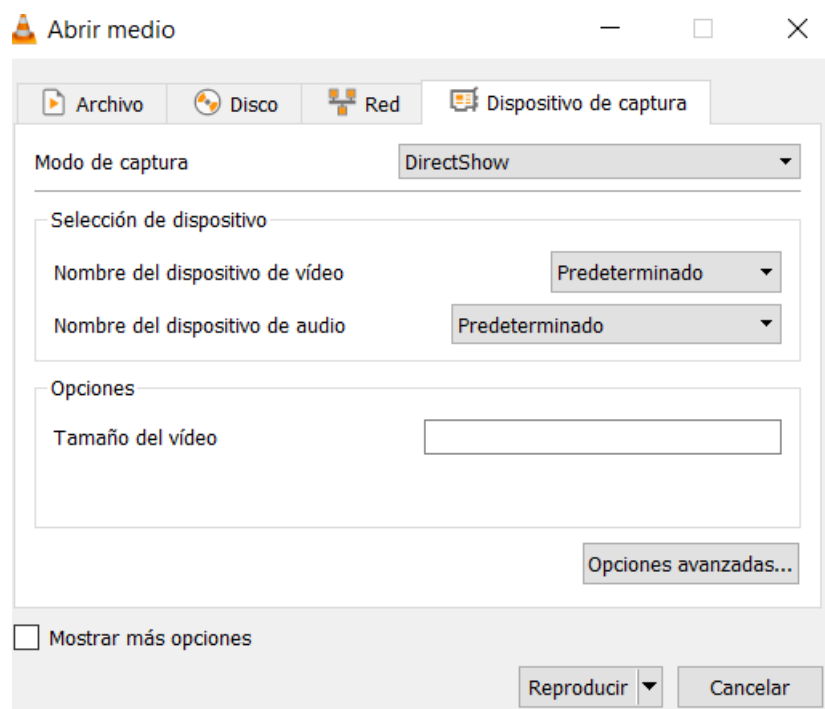 Abrir medio
Archivo Disco Red Dispositivo de captura
Modo de captura DirectShow
Selección de dispositivo
Nombre del dispositivo de vídeo Predeterminado
Nombre del dispositivo de audio Predeterminado
Opciones
Tamaño del vídeo
Opciones avanzadas...
Mostrar más opciones
Reproducir Cancelar